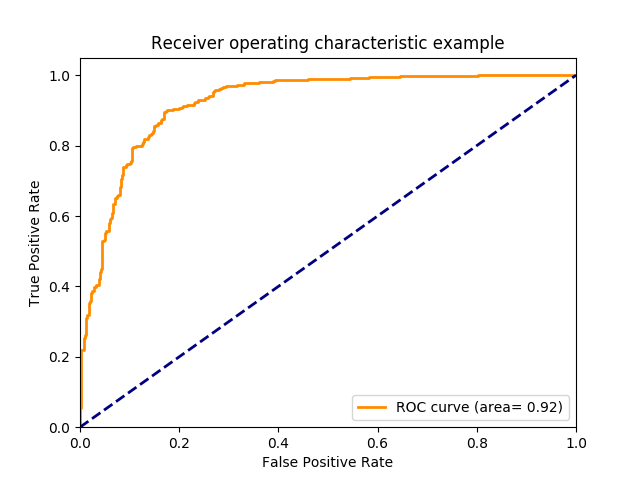 Receiver operating characteristic example
1.0
0.8
0.6
0.4
0.2
0.0
True Positive Rate
ROC curve (area= 0.92)
0.0 0.2 0.4 0.6 0.8 1.0
False Positive Rate